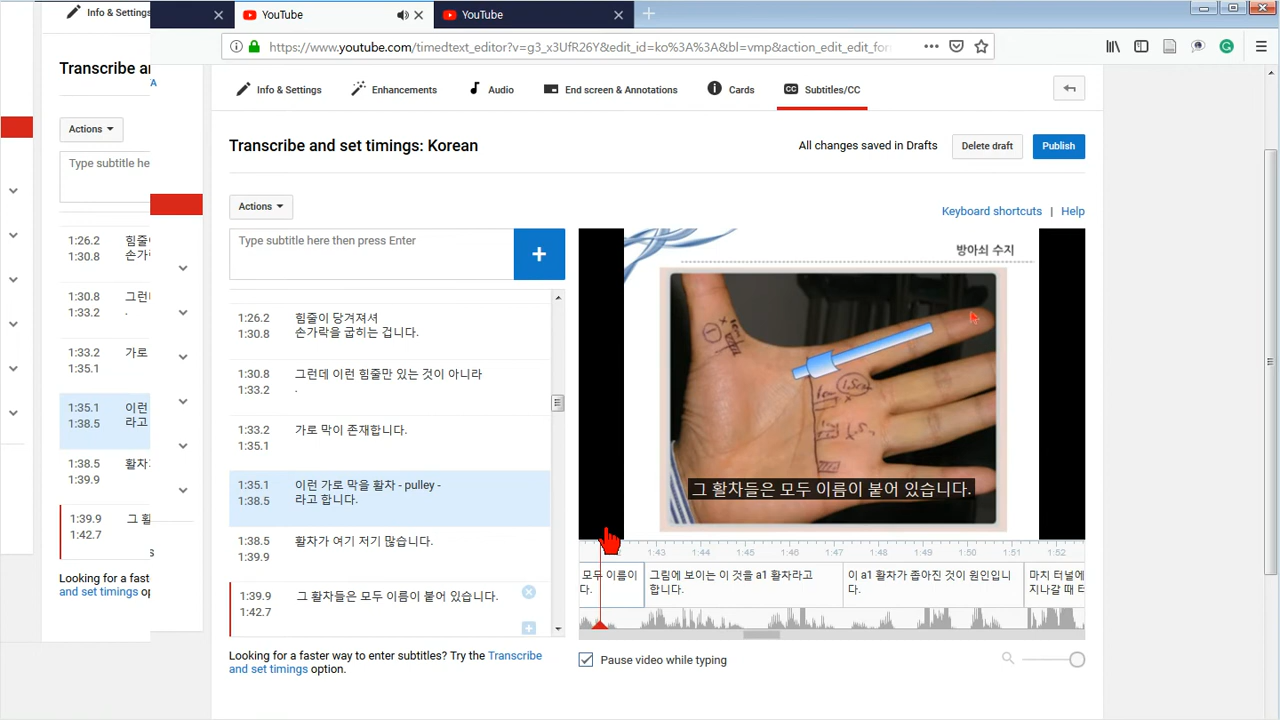 Info & Settings
YouTube
YouTube
https://www.youtube.com/timedtext_editor?v=g3_x3UfR26Y&edit_id=ko%3A%3A&bl=vmp&action_edit_edit_for
Info & Settings
Enhancements
Audio
End screen & Annotations
Cards
CC
Subtitles/CC
Transcribe a
Actions
Type subtitle he
1:26.2
1:30.8
힘줄이
손가락
1:30.8
1:33.2
그런데
.
1:33.2
1:35.1
가로
1:35.1
1:38.5
이런
라고
1:38.5
1:39.9
활차
1:39.9
1:42.7
그 활
Looking for a fast
and set timings op
Transcribe and set timings: Korean
All changes saved in Drafts
Delete draft
Publish
Actions
Keyboard shortcuts | Help
Type subtitle here then press Enter
+
1:26.2
1:30.8
힘줄이 당겨져셔
손가락을 굽히는 겁니다.
1:30.8
1:33.2
그런데 이런 힘줄만 있는 것이 아니라
.
1:33.2
1:35.1
가로 막이 존재합니다.
1:35.1
1:38.5
이런 가로 막을 활차 - pulley -
라고 합니다.
1:38.5
1:39.9
활차가 여기 저기 많습니다.
1:39.9
1:42.7
그 활차들은 모두 이름이 붙어 있습니다.
Looking for a faster way to enter subtitles? Try the Transcribe
and set timings option.
방아쇠 수지
①
1cm
1.5cm
그 활차들은 모두 이름이 붙어 있습니다.
1:43 1:44 1:45 1:46 1:47 1:48 1:49 1:50 1:51 1:52
모두 이름이
다.
그림에 보이는 이 것을 a1 활차라고
합니다.
이 a1 활차가 좁아진 것이 원인입니
다.
마치 터널에
지나갈 때 터
Pause video while typing